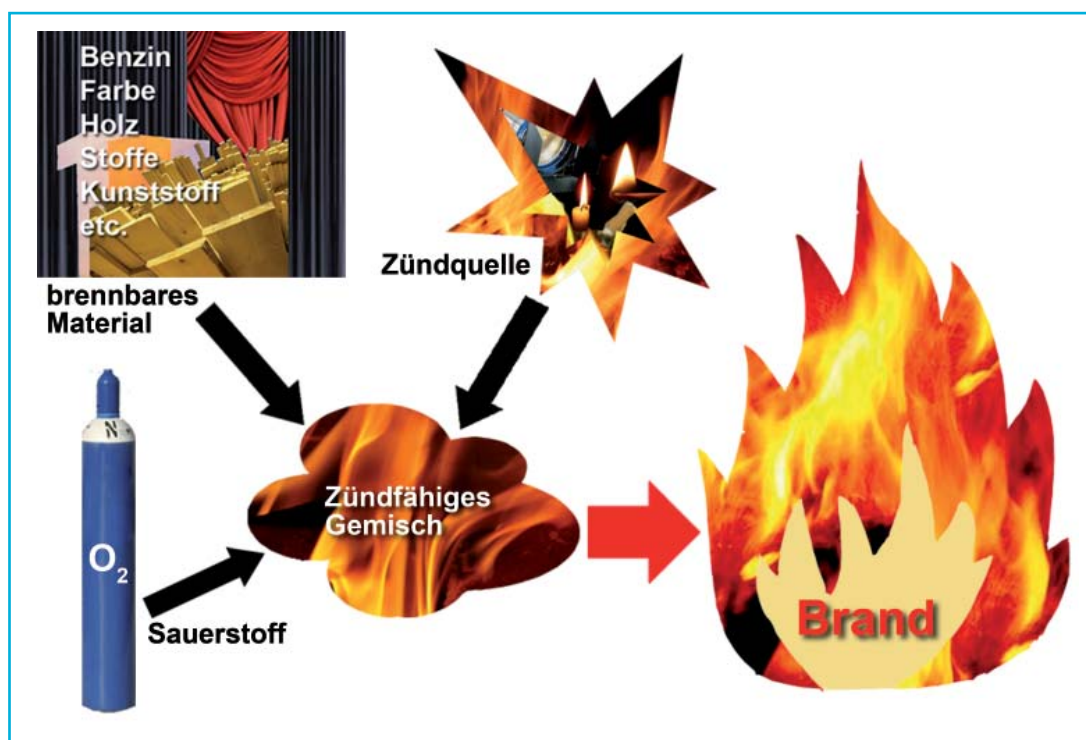 Benzin
Farbe
Holz
Stoffe
Kunststoff
etc.
brennbares
Material
Zündquelle
N
O2
Sauerstoff
Zündfähiges
Gemisch
Brand